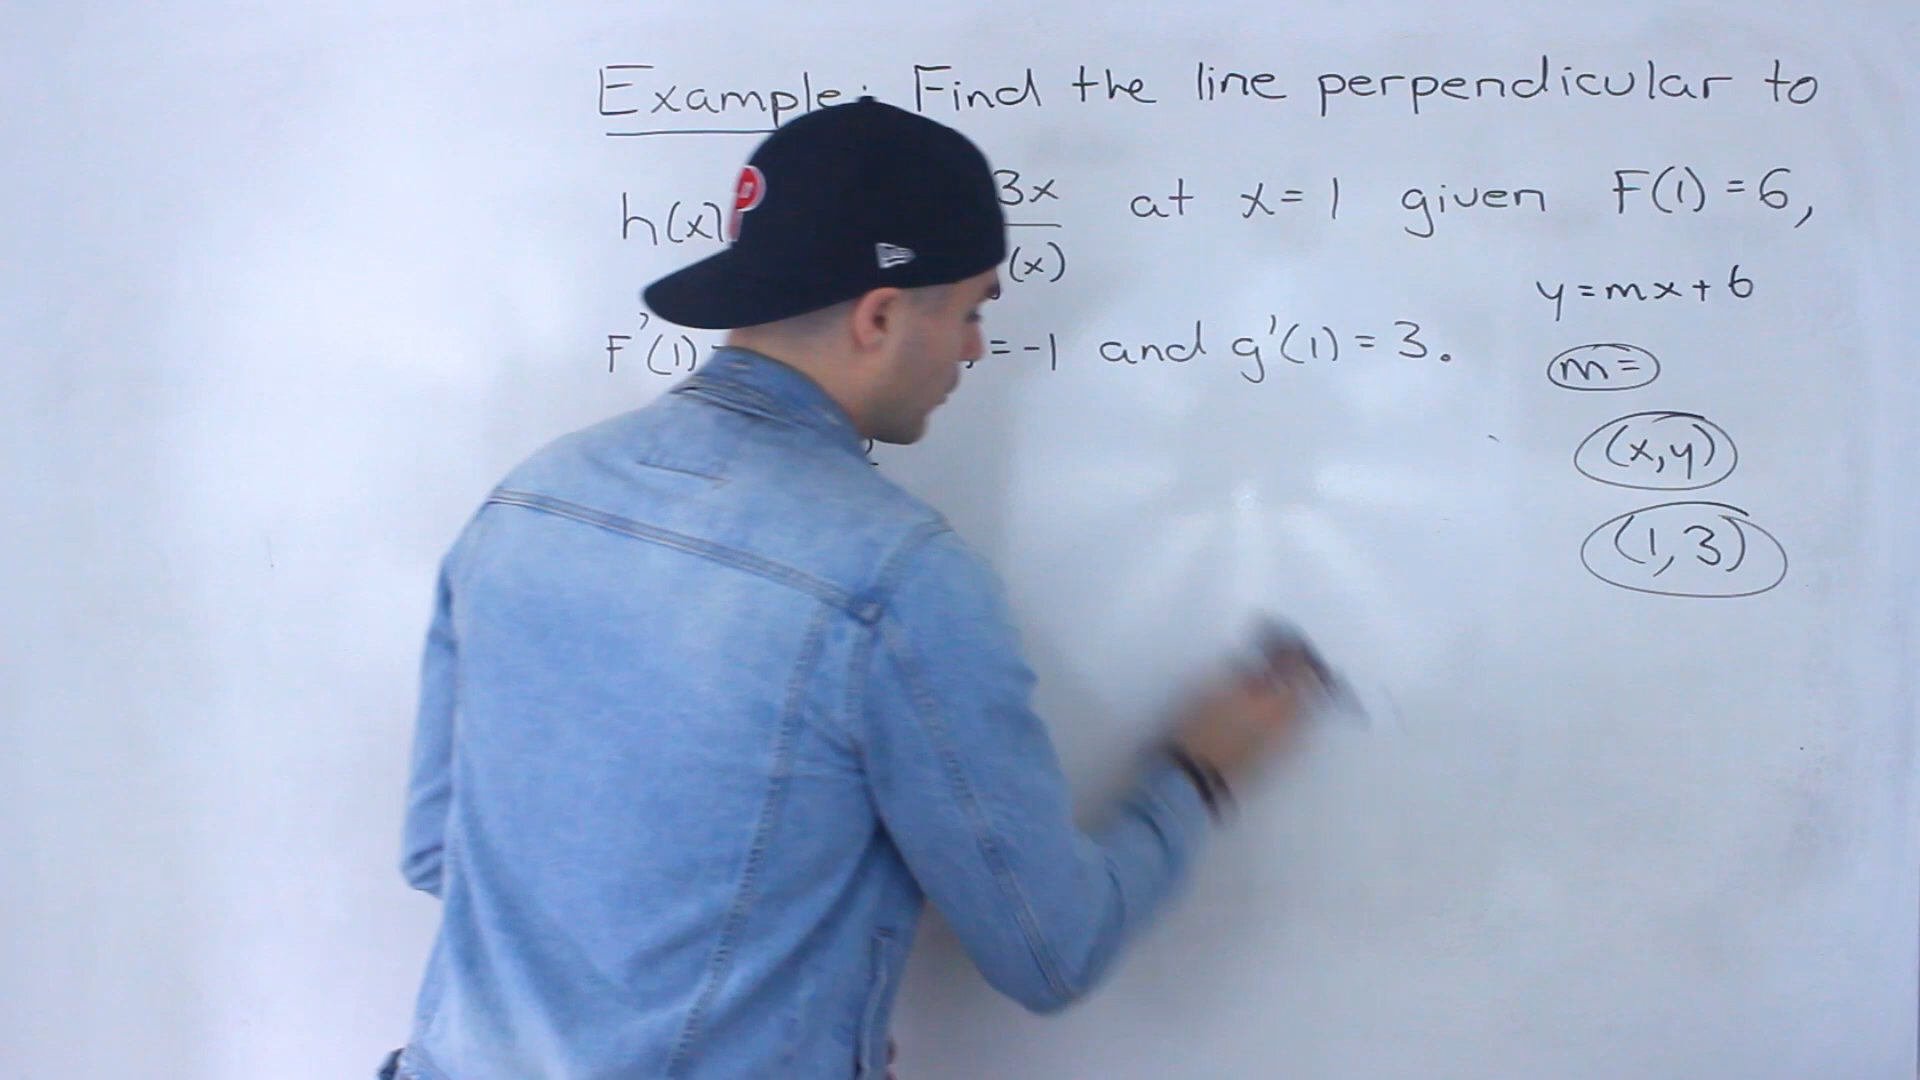 Example: Find the line perpendicular to
h(x) 3x at x=1 given F(1)=6,
(x)
y=mx+b
F'(1) =-1 and g'(1)=3.
m=
(x,y)
(1,3)